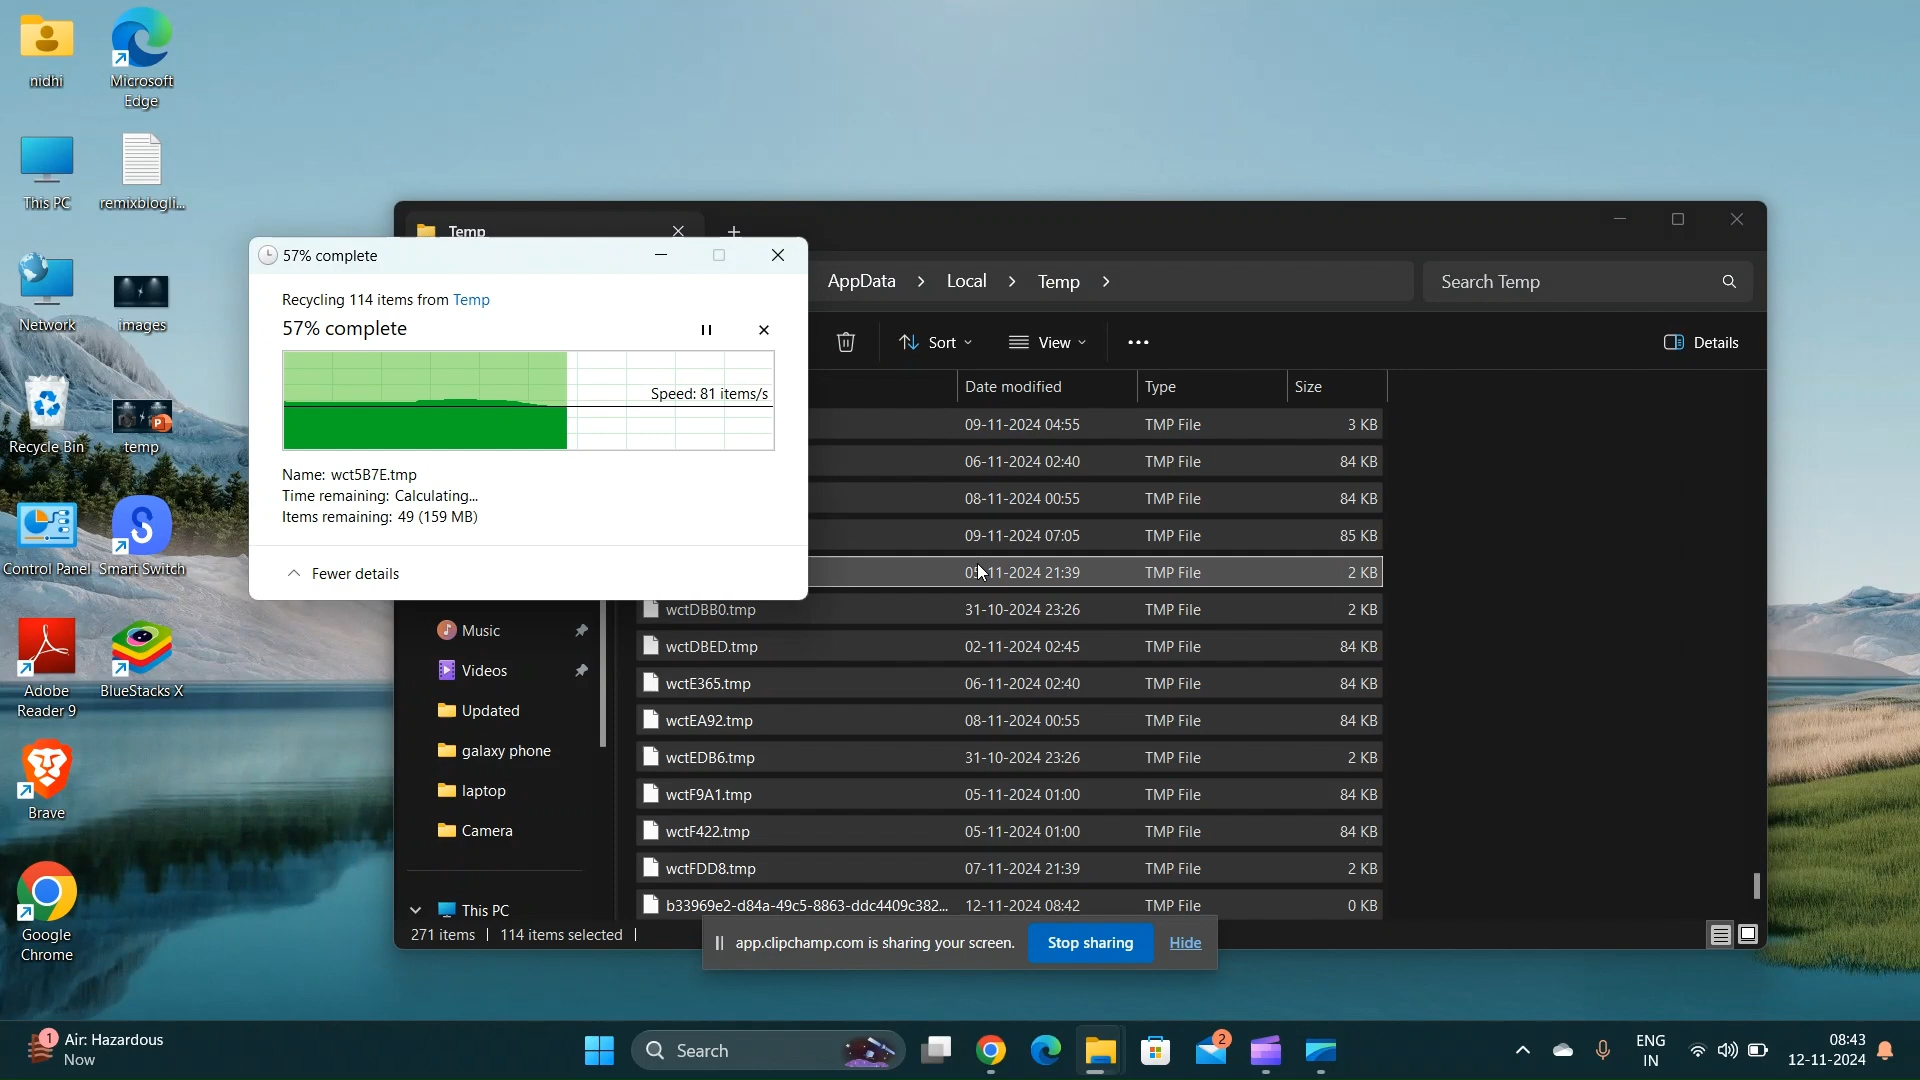 nidhi
Microsoft
Edge
This PC
remixblogli...
Network
images
Recycle Bin
temp
Control Panel
Smart Switch
Adobe
Reader 9
BlueStacks X
Brave
Google
Chrome
Temp
AppData > Local > Temp >
Search Temp
Sort
View
Details
57% complete
Recycling 114 items from Temp
57% complete
Speed: 81 items/s
Name: wct5B7E.tmp
Time remaining: Calculating...
Items remaining: 49 (159 MB)
Fewer details
Date modified Type Size
09-11-2024 04:55 TMP File 3 KB
06-11-2024 02:40 TMP File 84 KB
08-11-2024 00:55 TMP File 84 KB
09-11-2024 07:05 TMP File 85 KB
11-2024 21:39 TMP File 2 KB
wctDBB0.tmp 31-10-2024 23:26 TMP File 2 KB
wctDBED.tmp 02-11-2024 02:45 TMP File 84 KB
wctE365.tmp 06-11-2024 02:40 TMP File 84 KB
wctEA92.tmp 08-11-2024 00:55 TMP File 84 KB
wctEDB6.tmp 31-10-2024 23:26 TMP File 2 KB
wctF9A1.tmp 05-11-2024 01:00 TMP File 84 KB
wctF422.tmp 05-11-2024 01:00 TMP File 84 KB
wctFDD8.tmp 07-11-2024 21:39 TMP File 2 KB
b33969e2-d84a-49c5-8863-ddc4409c382... 12-11-2024 08:42 TMP File 0 KB
Music
Videos
Updated
galaxy phone
laptop
Camera
This PC
271 items
114 items selected
app.clipchamp.com is sharing your screen.
Stop sharing
Hide
1
Air: Hazardous
Now
Search
2
ENG
IN
08:43
12-11-2024